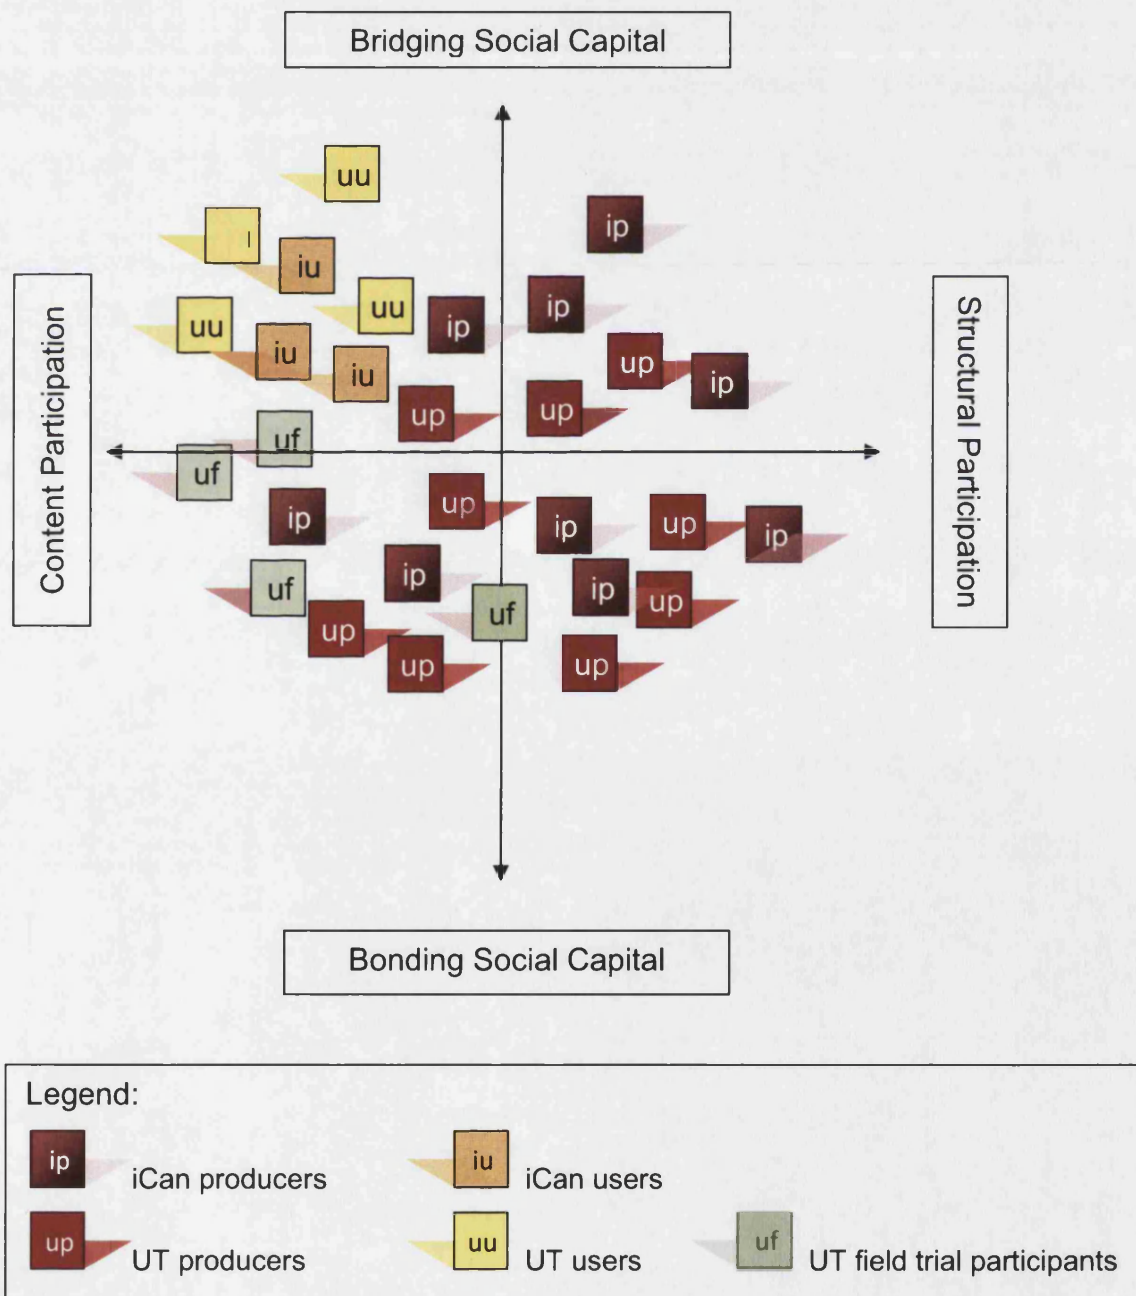 Bridging Social Capital
uu
ip
iu
uu
ip
uu
ip
iu
up
ip
iu
up
up
uf
Content Participation
Structural Participation
uf
up
ip
ip
up
ip
ip
uf
ip
up
uf
up
up
up
Bonding Social Capital
Legend:
ip iCan producers
iu iCan users
up UT producers
uu UT users
uf UT field trial participants